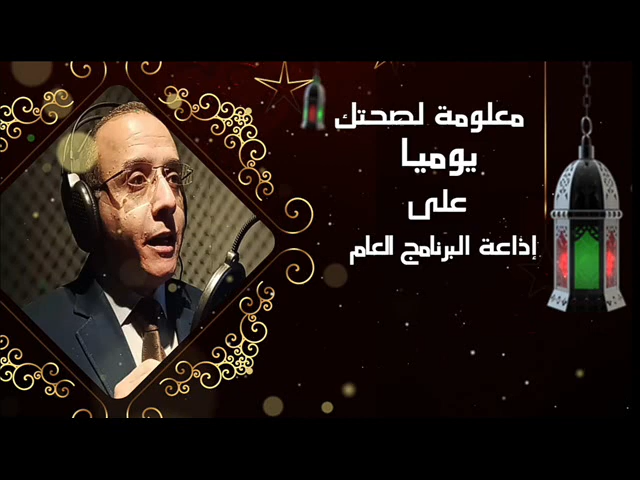 معلومة لصحتك
يوميا
على
إذاعة البرنامج العام